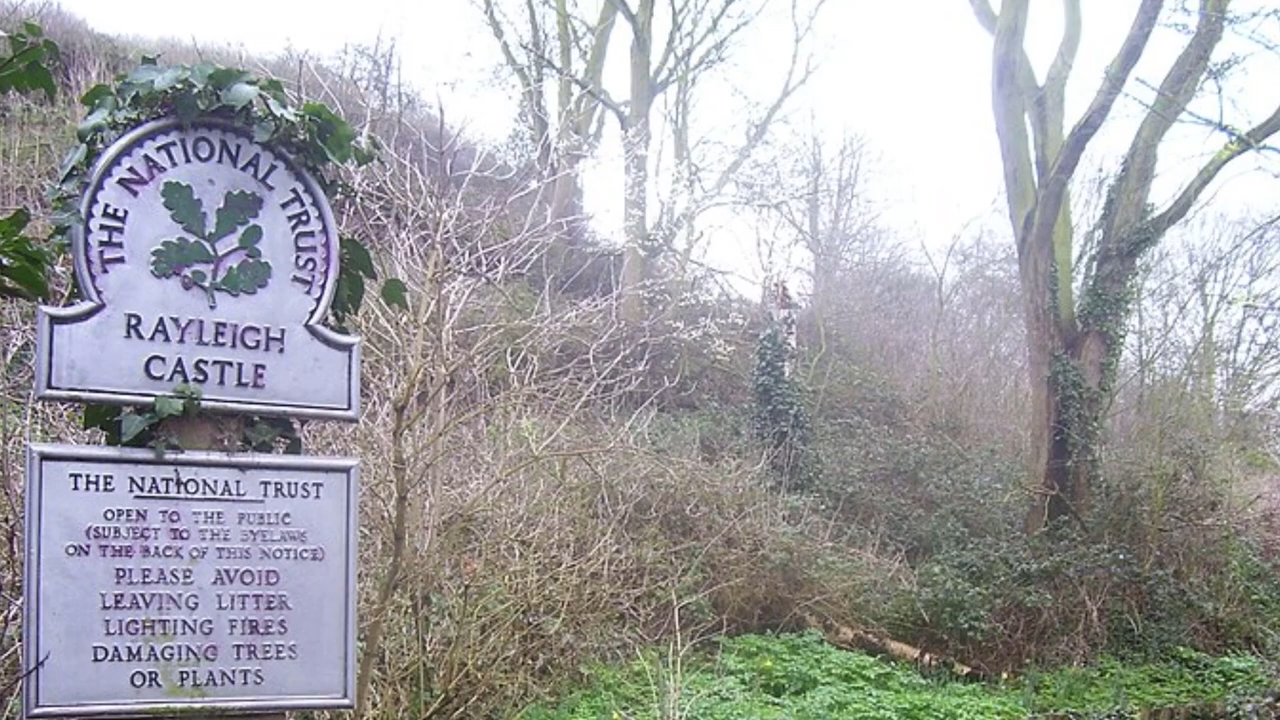 THE NATIONAL TRUST
RAYLEIGH
CASTLE
THE NATIONAL TRUST
OPEN TO THE PUBLIC
(SUBJECT TO THE BYELAWS
ON THE BACK OF THIS NOTICE)
PLEASE AVOID
LEAVING LITTER
LIGHTING FIRES
DAMAGING TREES
OR PLANTS